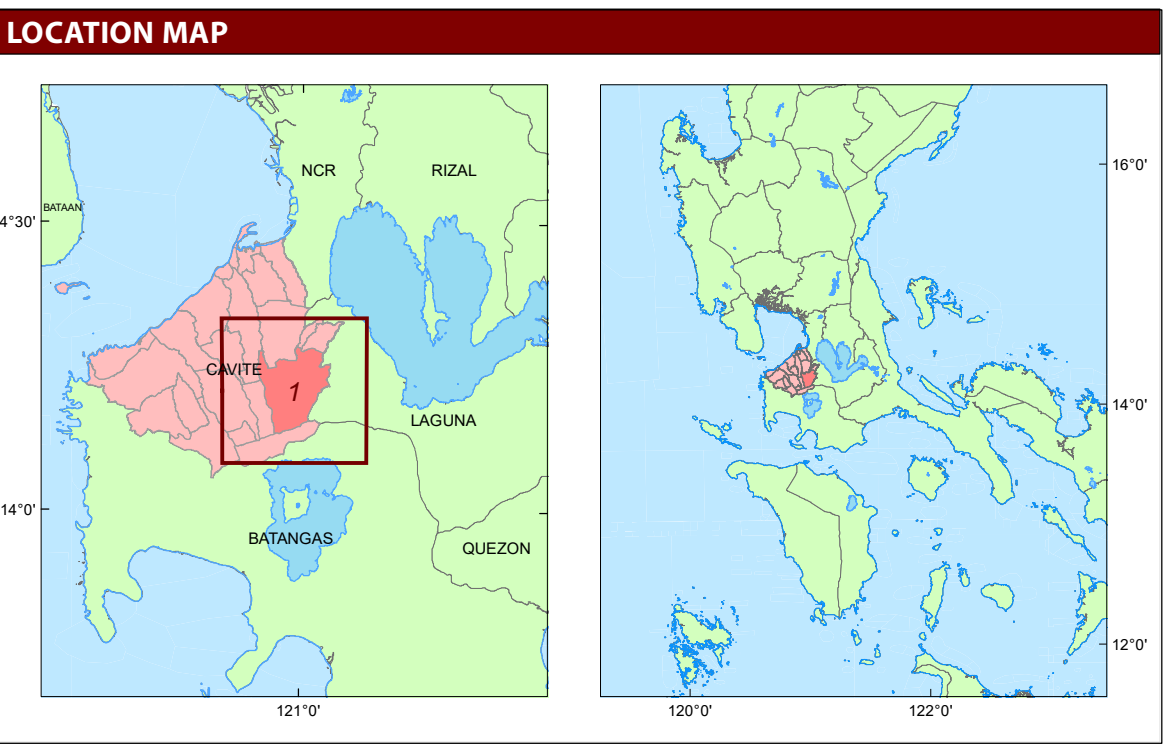 LOCATION MAP
NCR
RIZAL
BATAAN
4°30'
CAVITE
1
LAGUNA
14°0'
BATANGAS
QUEZON
121°0'
16°0'
14°0'
12°0'
120°0'
122°0'